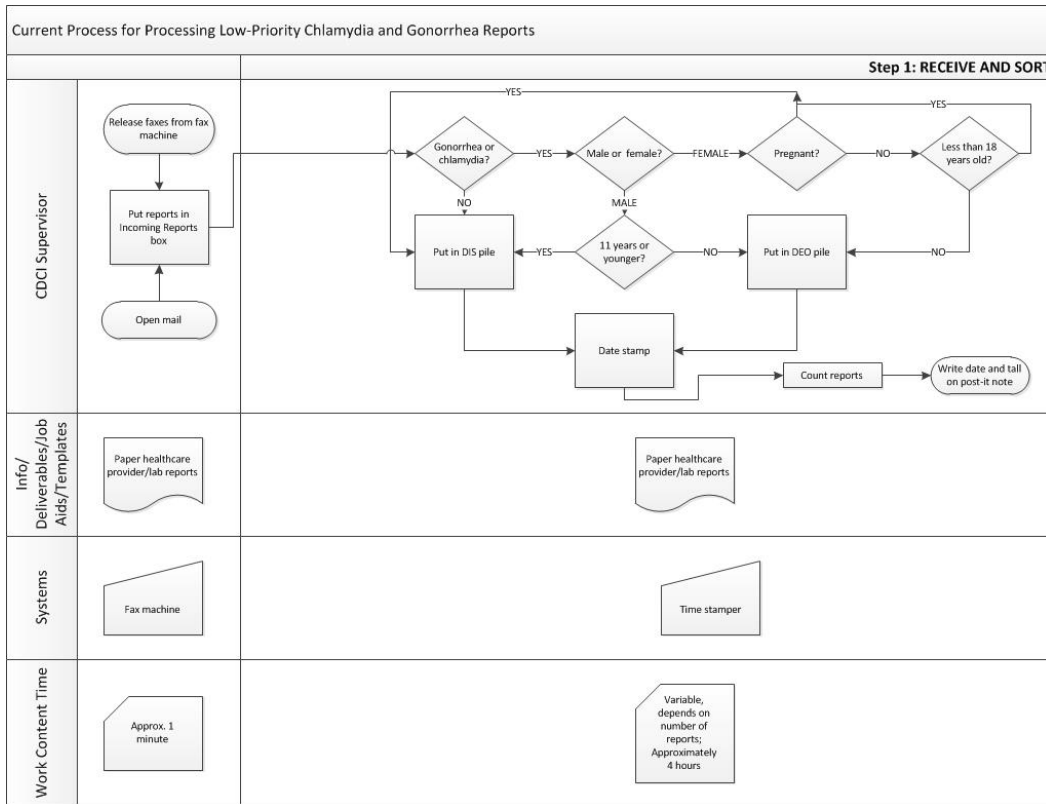 Current Process for Processing Low-Priority Chlamydia and Gonorrhea Reports
Step 1: RECEIVE AND SORT
CDCI Supervisor
Release faxes from fax
machine
Put reports in
Incoming Reports
box
Open mail
YES
YES
Gonorrhea or
chlamydia?
YES
Male or female?
FEMALE
Pregnant?
NO
Less than 18
years old?
NO
MALE
Put in DIS pile
YES
11 years or
younger?
NO
Put in DEO pile
NO
Date stamp
Count reports
Write date and tall
on post-it note
Info/
Deliverables/Job
Aids/Templates
Paper healthcare
provider/lab reports
Paper healthcare
provider/lab reports
Systems
Fax machine
Time stamper
Work Content Time
Approx. 1
minute
Variable,
depends on
number of
reports;
Approximately
4 hours